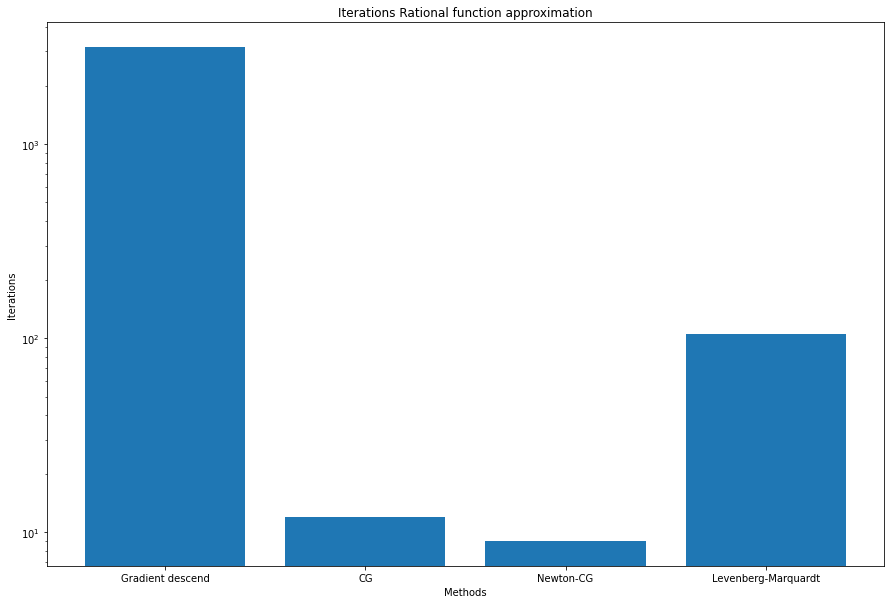 Iterations Rational function approximation
Iterations
10³
10²
10¹
Gradient descend
CG
Newton-CG
Levenberg-Marquardt
Methods